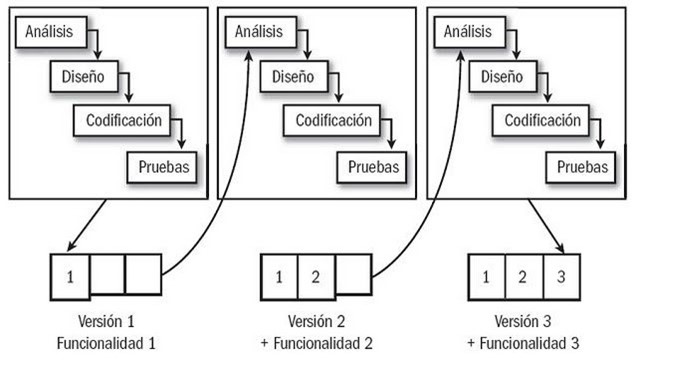 Análisis
Diseño
Codificación
Pruebas
Análisis
Diseño
Codificación
Pruebas
Análisis
Diseño
Codificación
Pruebas
1
1 2
1 2 3
Versión 1
Funcionalidad 1
Versión 2
+ Funcionalidad 2
Versión 3
+ Funcionalidad 3